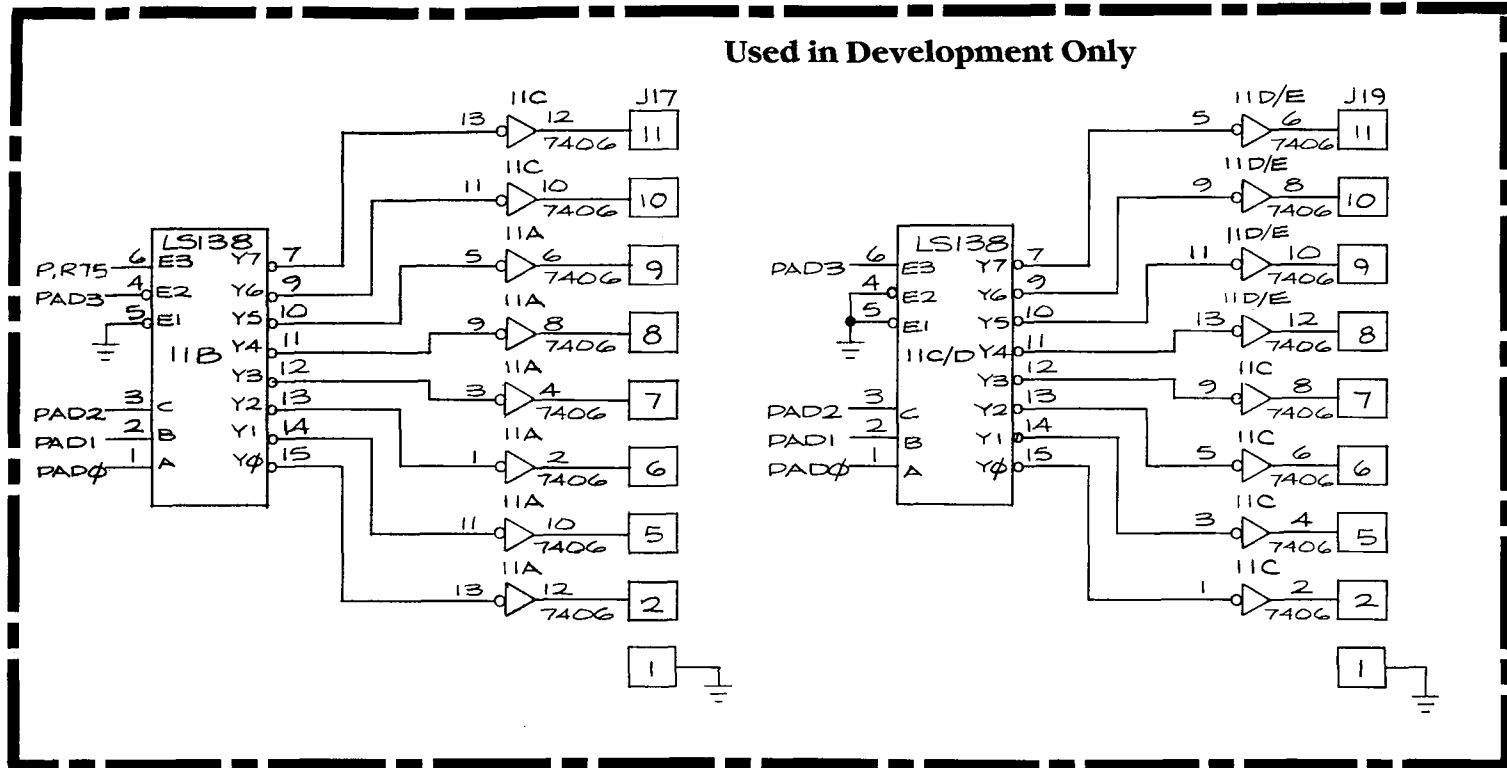 Used in Development Only
11C J17
13 12 11
7406
11C
11 10 10
7406
11A
5 6 9
7406
11A
9 8 8
7406
11A
3 4 7
7406
11A
1 2 6
7406
11A
11 10 5
7406
11A
13 12 2
7406
1
LS138
P,R75 6 E3 Y7 7
PAD3 4 E2 Y6 9
5 E1 Y5 10
11B Y4 11
Y3 12
PAD2 3 C Y2 13
PAD1 2 B Y1 14
PADφ 1 A Yφ 15
11D/E J19
5 6 11
7406
11D/E
9 8 10
7406
11D/E
11 10 9
7406
11D/E
13 12 8
7406
11C
9 8 7
7406
11C
5 6 6
7406
11C
3 4 5
7406
11C
1 2 2
7406
1
LS138
PAD3 6 E3 Y7 7
4 E2 Y6 9
5 E1 Y5 10
11C/D Y4 11
Y3 12
PAD2 3 C Y2 13
PAD1 2 B Y1 14
PADφ 1 A Yφ 15